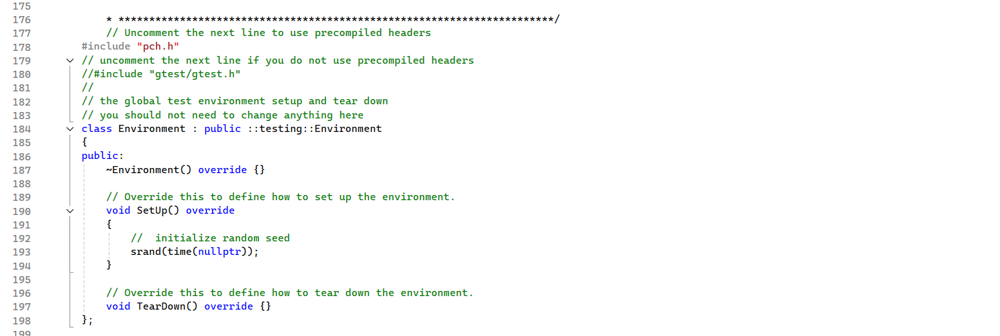 175
176 * ***********************************************************************/
177 // Uncomment the next line to use precompiled headers
178 #include "pch.h"
179 // uncomment the next line if you do not use precompiled headers
180 //#include "gtest/gtest.h"
181 //
182 // the global test environment setup and tear down
183 // you should not need to change anything here
184 class Environment : public ::testing::Environment
185 {
186 public:
187     ~Environment() override {}
188
189     // Override this to define how to set up the environment.
190     void SetUp() override
191     {
192         //  initialize random seed
193         srand(time(nullptr));
194     }
195
196     // Override this to define how to tear down the environment.
197     void TearDown() override {}
198 };
199